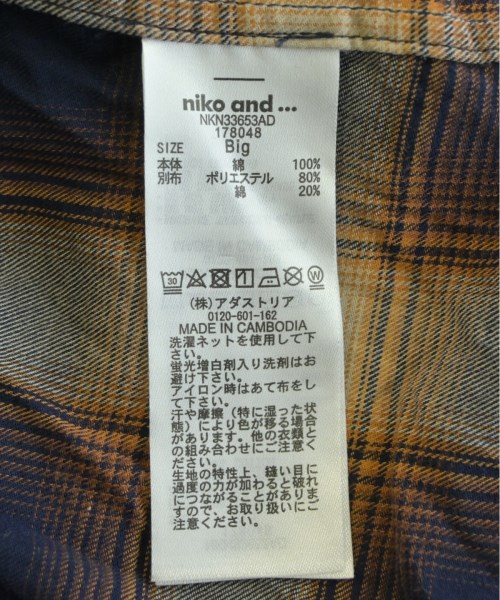 niko and ...
NKN33653AD
178048
SIZE Big
本体 綿 100%
別布 ポリエステル 80%
綿 20%
30 W
(株) アダストリア
0120-601-162
MADE IN CAMBODIA
洗濯ネットを使用して下
さい。
蛍光増白剤入り洗剤はお
避け下さい。
アイロン時はあて布をし
て下さい。
汗や摩擦(特に湿った状
態)により色が移る場合
があります。他の衣類と
の組み合わせにご注意く
ださい。
生地の特性上、縫い目に
過度の力が加わると破れ
につながることがありま
すので、お取り扱いにご
注意ください。